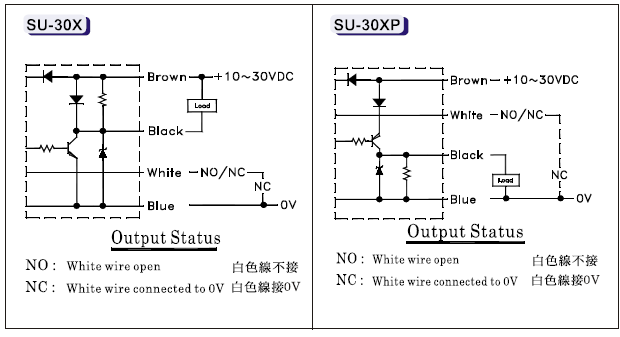 SU-30X
Brown +10~30VDC
Load
Black
White NO/NC
NC
Blue 0V
Output Status
NO : White wire open 白色線不接
NC : White wire connected to 0V 白色線接0V
SU-30XP
Brown +10~30VDC
White NO/NC
Black
Load
NC
Blue 0V
Output Status
NO : White wire open 白色線不接
NC : White wire connected to 0V 白色線接0V